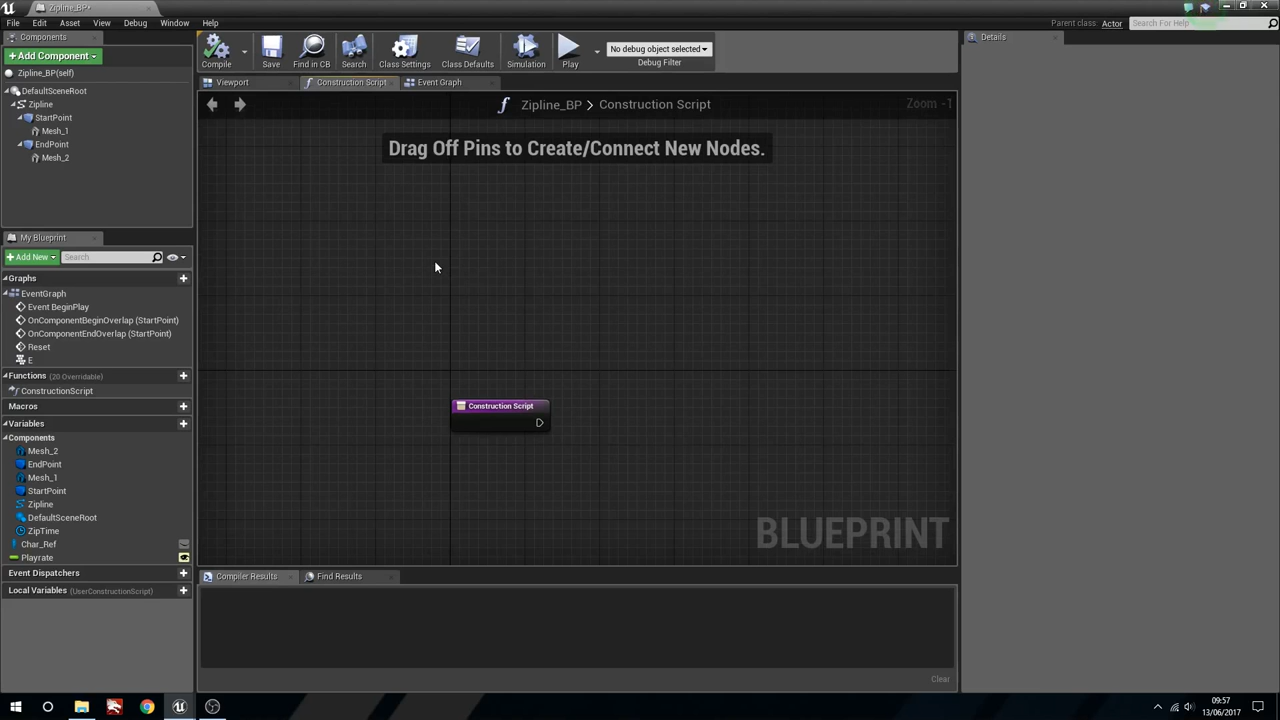 Zipline_BP*
File Edit Asset View Debug Window Help
Parent class: Actor
Search For Help
Components
+Add Component
Zipline_BP(self)
DefaultSceneRoot
Zipline
StartPoint
Mesh_1
EndPoint
Mesh_2
Compile
Save
Find in CB
Search
Class Settings
Class Defaults
Simulation
Play
No debug object selected
Debug Filter
Viewport
Construction Script
Event Graph
Zipline_BP > Construction Script
Zoom -1
Drag Off Pins to Create/Connect New Nodes.
Construction Script
BLUEPRINT
My Blueprint
+Add New
Search
Graphs
EventGraph
Event BeginPlay
OnComponentBeginOverlap (StartPoint)
OnComponentEndOverlap (StartPoint)
Reset
E
Functions (20 Overridable)
ConstructionScript
Macros
Variables
Components
Mesh_2
EndPoint
Mesh_1
StartPoint
Zipline
DefaultSceneRoot
ZipTime
Char_Ref
Playrate
Event Dispatchers
Local Variables (UserConstructionScript)
Compiler Results
Find Results
Clear
Details
09:57
13/06/2017